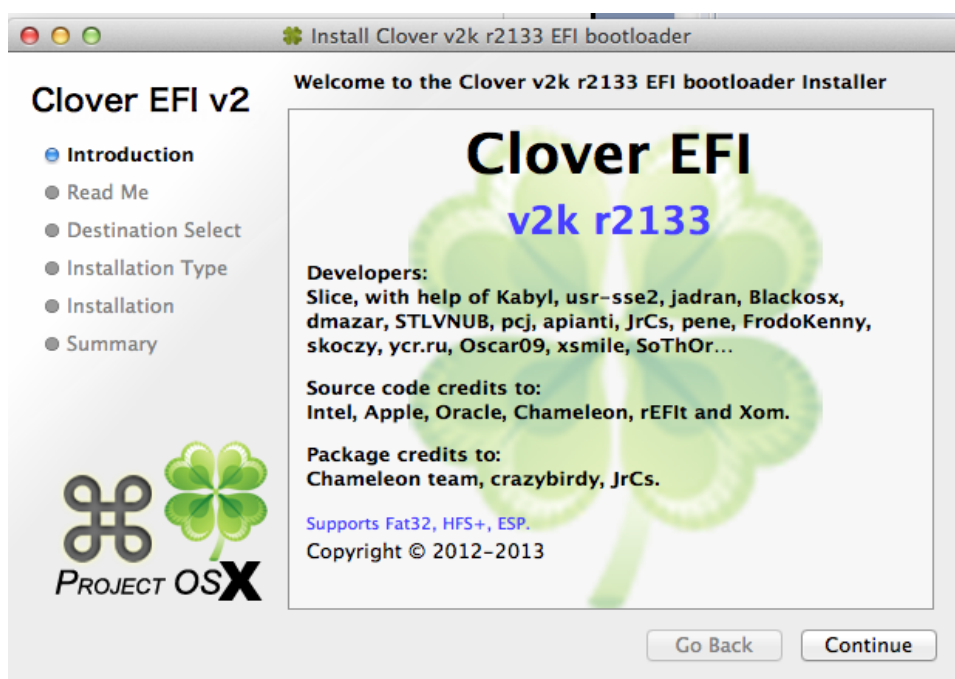 Install Clover v2k r2133 EFI bootloader
Welcome to the Clover v2k r2133 EFI bootloader Installer
Clover EFI v2
Introduction
Read Me
Destination Select
Installation Type
Installation
Summary
PROJECT OSX
Clover EFI
v2k r2133
Developers:
Slice, with help of Kabyl, usr-sse2, jadran, Blackosx,
dmazar, STLVNUB, pcj, apianti, JrCs, pene, FrodoKenny,
skoczy, ycr.ru, Oscar09, xsmile, SoThOr...
Source code credits to:
Intel, Apple, Oracle, Chameleon, rEFIt and Xom.
Package credits to:
Chameleon team, crazybirdy, JrCs.
Supports Fat32, HFS+, ESP.
Copyright © 2012-2013
Go Back
Continue